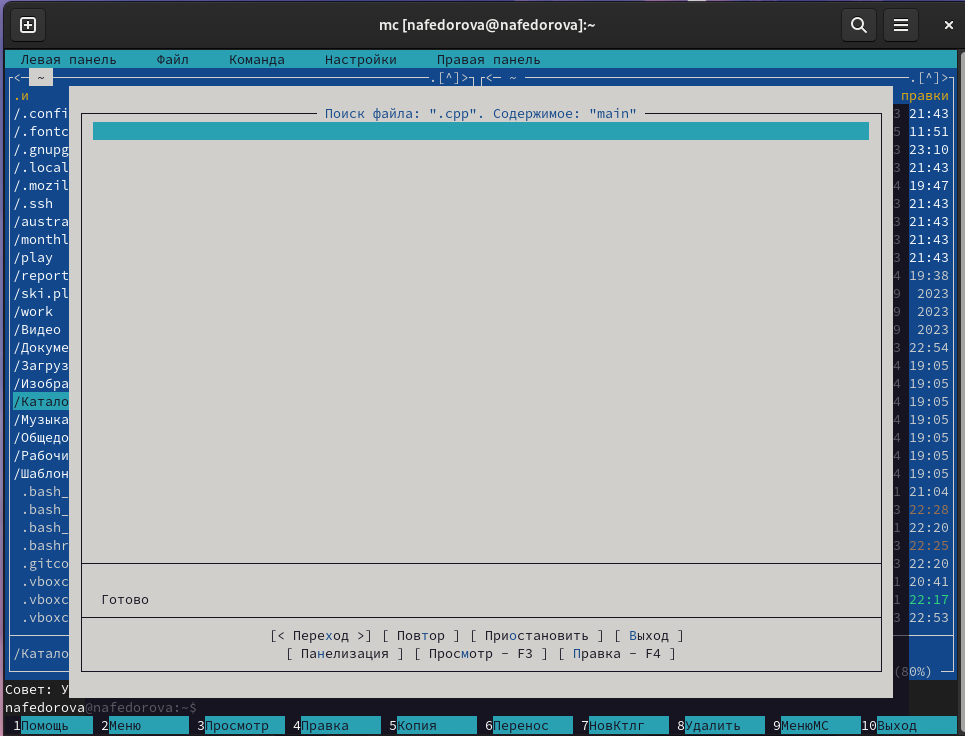 mc [nafedorova@nafedorova]:~
Левая панель Файл Команда Настройки Правая панель
<─ ~ .[^]> <─ ~ .[^]>
.и правки
/.confi 3 21:43
/.fontc 5 11:51
/.gnupg 3 23:10
/.local 3 21:43
/.mozil 4 19:47
/.ssh 3 21:43
/austra 3 21:43
/monthl 3 21:43
/play 3 21:43
/report 4 19:38
/ski.pl 9 2023
/work 9 2023
/Видео 9 2023
/Докуме 3 22:54
/Загруз 4 19:05
/Изобра 4 19:05
/Катало 4 19:05
/Музыка 4 19:05
/Общедо 4 19:05
/Рабочи 4 19:05
/Шаблон 4 19:05
.bash_ 1 21:04
.bash_ 3 22:28
.bash_ 1 22:20
.bashr 3 22:25
.gitco 3 22:20
.vboxc 1 20:41
.vboxc 1 22:17
.vboxc 3 22:53
Поиск файла: ".cpp". Содержимое: "main"
Готово
[< Переход >] [ Повтор ] [ Приостановить ] [ Выход ]
[ Панелизация ] [ Просмотр - F3 ] [ Правка - F4 ]
/Катало (80%)
Совет: У
nafedorova@nafedorova:~$
1Помощь 2Меню 3Просмотр 4Правка 5Копия 6Перенос 7НовКтлг 8Удалить 9МенюМС 10Выход